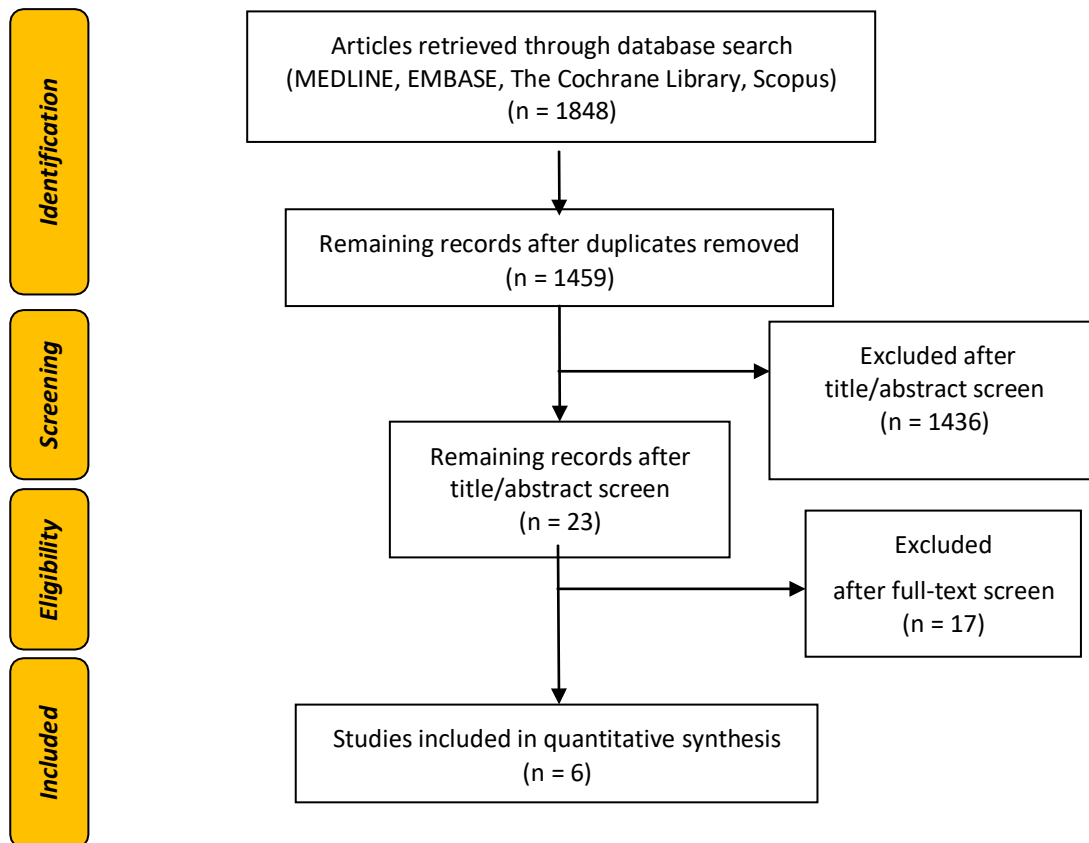 Identification
Articles retrieved through database search
(MEDLINE, EMBASE, The Cochrane Library, Scopus)
(n = 1848)
Remaining records after duplicates removed
(n = 1459)
Screening
Excluded after
title/abstract screen
(n = 1436)
Remaining records after
title/abstract screen
(n = 23)
Eligibility
Excluded
after full-text screen
(n = 17)
Included
Studies included in quantitative synthesis
(n = 6)